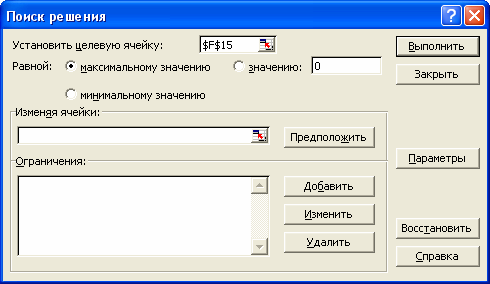 Поиск решения
Установить целевую ячейку: $F$15 Выполнить
Равной: максимальному значению значению: 0 Закрыть
минимальному значению
Изменяя ячейки:
Предположить
Ограничения: Параметры
Добавить
Изменить
Восстановить
Удалить
Справка